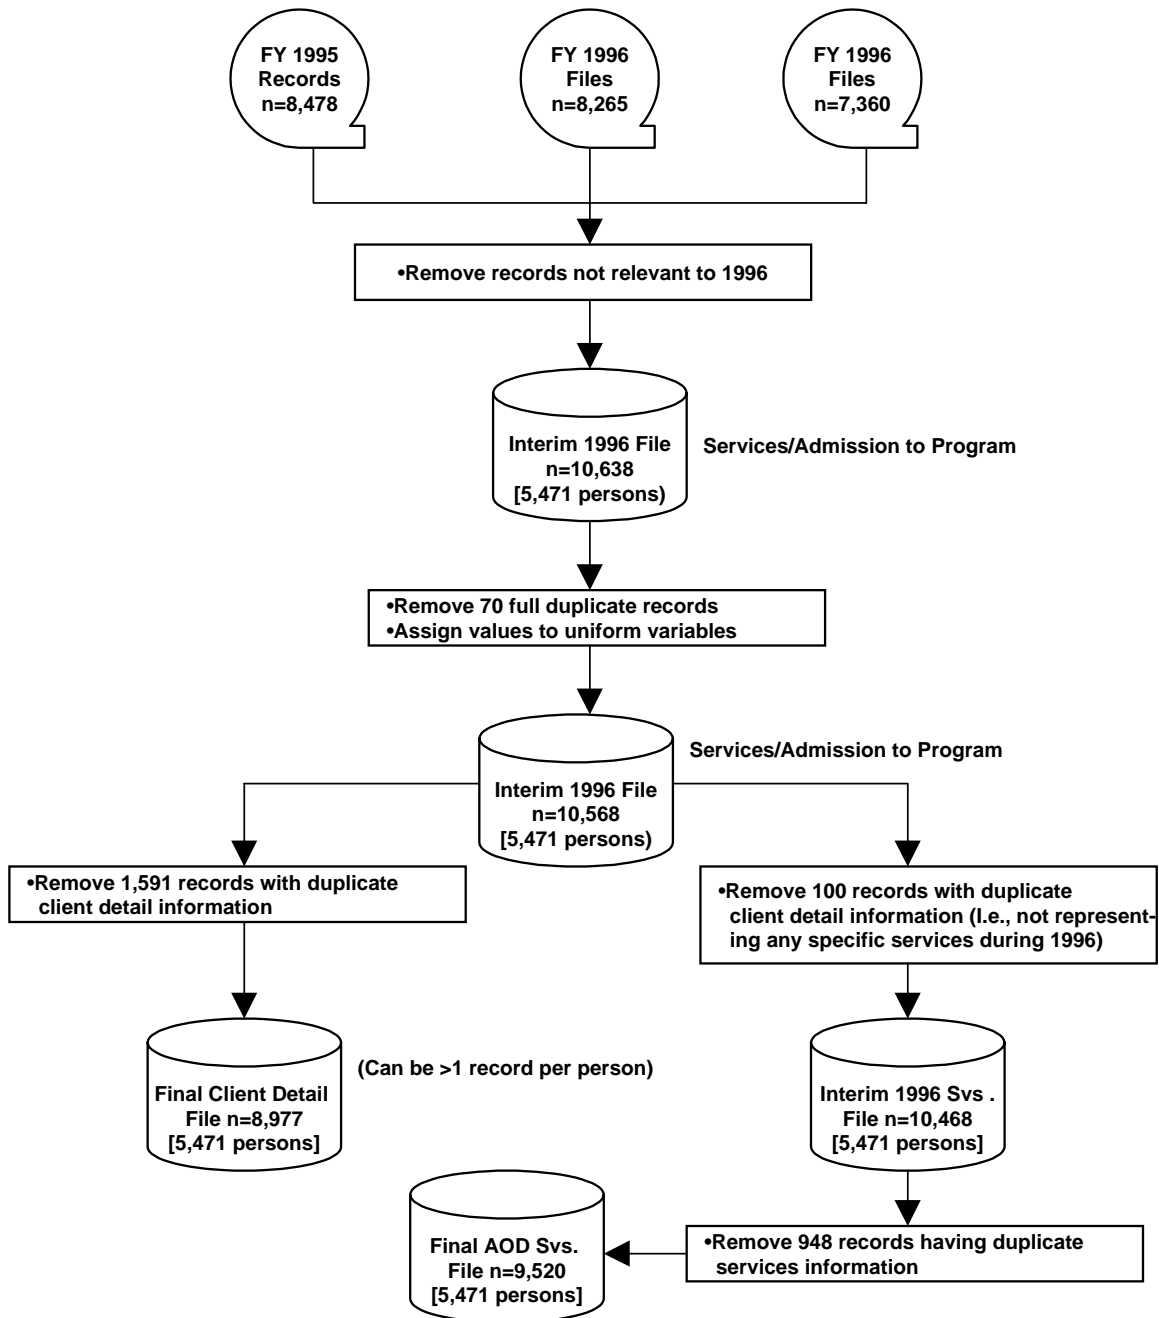 FY 1995
Records
n=8,478
FY 1996
Files
n=8,265
FY 1996
Files
n=7,360
•Remove records not relevant to 1996
Interim 1996 File
n=10,638
[5,471 persons)
Services/Admission to Program
•Remove 70 full duplicate records
•Assign values to uniform variables
Interim 1996 File
n=10,568
[5,471 persons)
Services/Admission to Program
•Remove 1,591 records with duplicate
client detail information
•Remove 100 records with duplicate
client detail information (I.e., not represent-
ing any specific services during 1996)
Final Client Detail
File n=8,977
[5,471 persons]
(Can be >1 record per person)
Interim 1996 Svs .
File n=10,468
[5,471 persons]
Final AOD Svs.
File n=9,520
[5,471 persons]
•Remove 948 records having duplicate
services information